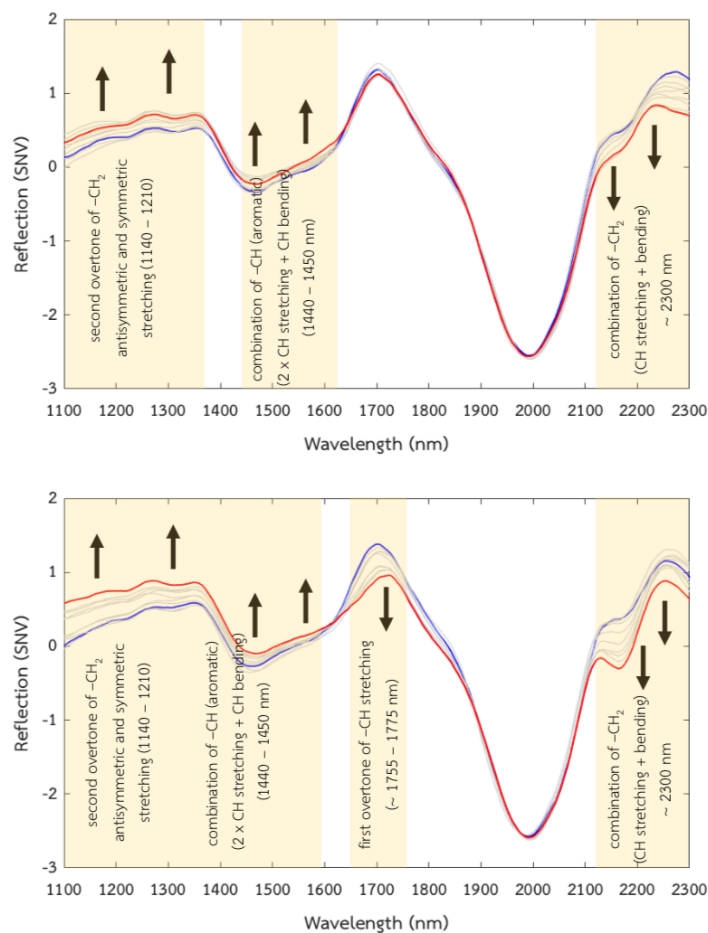 2
1
0
-1
-2
-3
Reflection (SNV)
second overtone of –CH₂
antisymmetric and symmetric
stretching (1140 – 1210)
combination of –CH (aromatic)
(2 x CH stretching + CH bending)
(1440 – 1450 nm)
combination of –CH₂
(CH stretching + bending)
~ 2300 nm
1100 1200 1300 1400 1500 1600 1700 1800 1900 2000 2100 2200 2300
Wavelength (nm)
2
1
0
-1
-2
-3
Reflection (SNV)
second overtone of –CH₂
antisymmetric and symmetric
stretching (1140 – 1210)
combination of –CH (aromatic)
(2 x CH stretching + CH bending)
(1440 – 1450 nm)
first overtone of –CH stretching
(~ 1755 – 1775 nm)
combination of –CH₂
(CH stretching + bending)
~ 2300 nm
1100 1200 1300 1400 1500 1600 1700 1800 1900 2000 2100 2200 2300
Wavelength (nm)